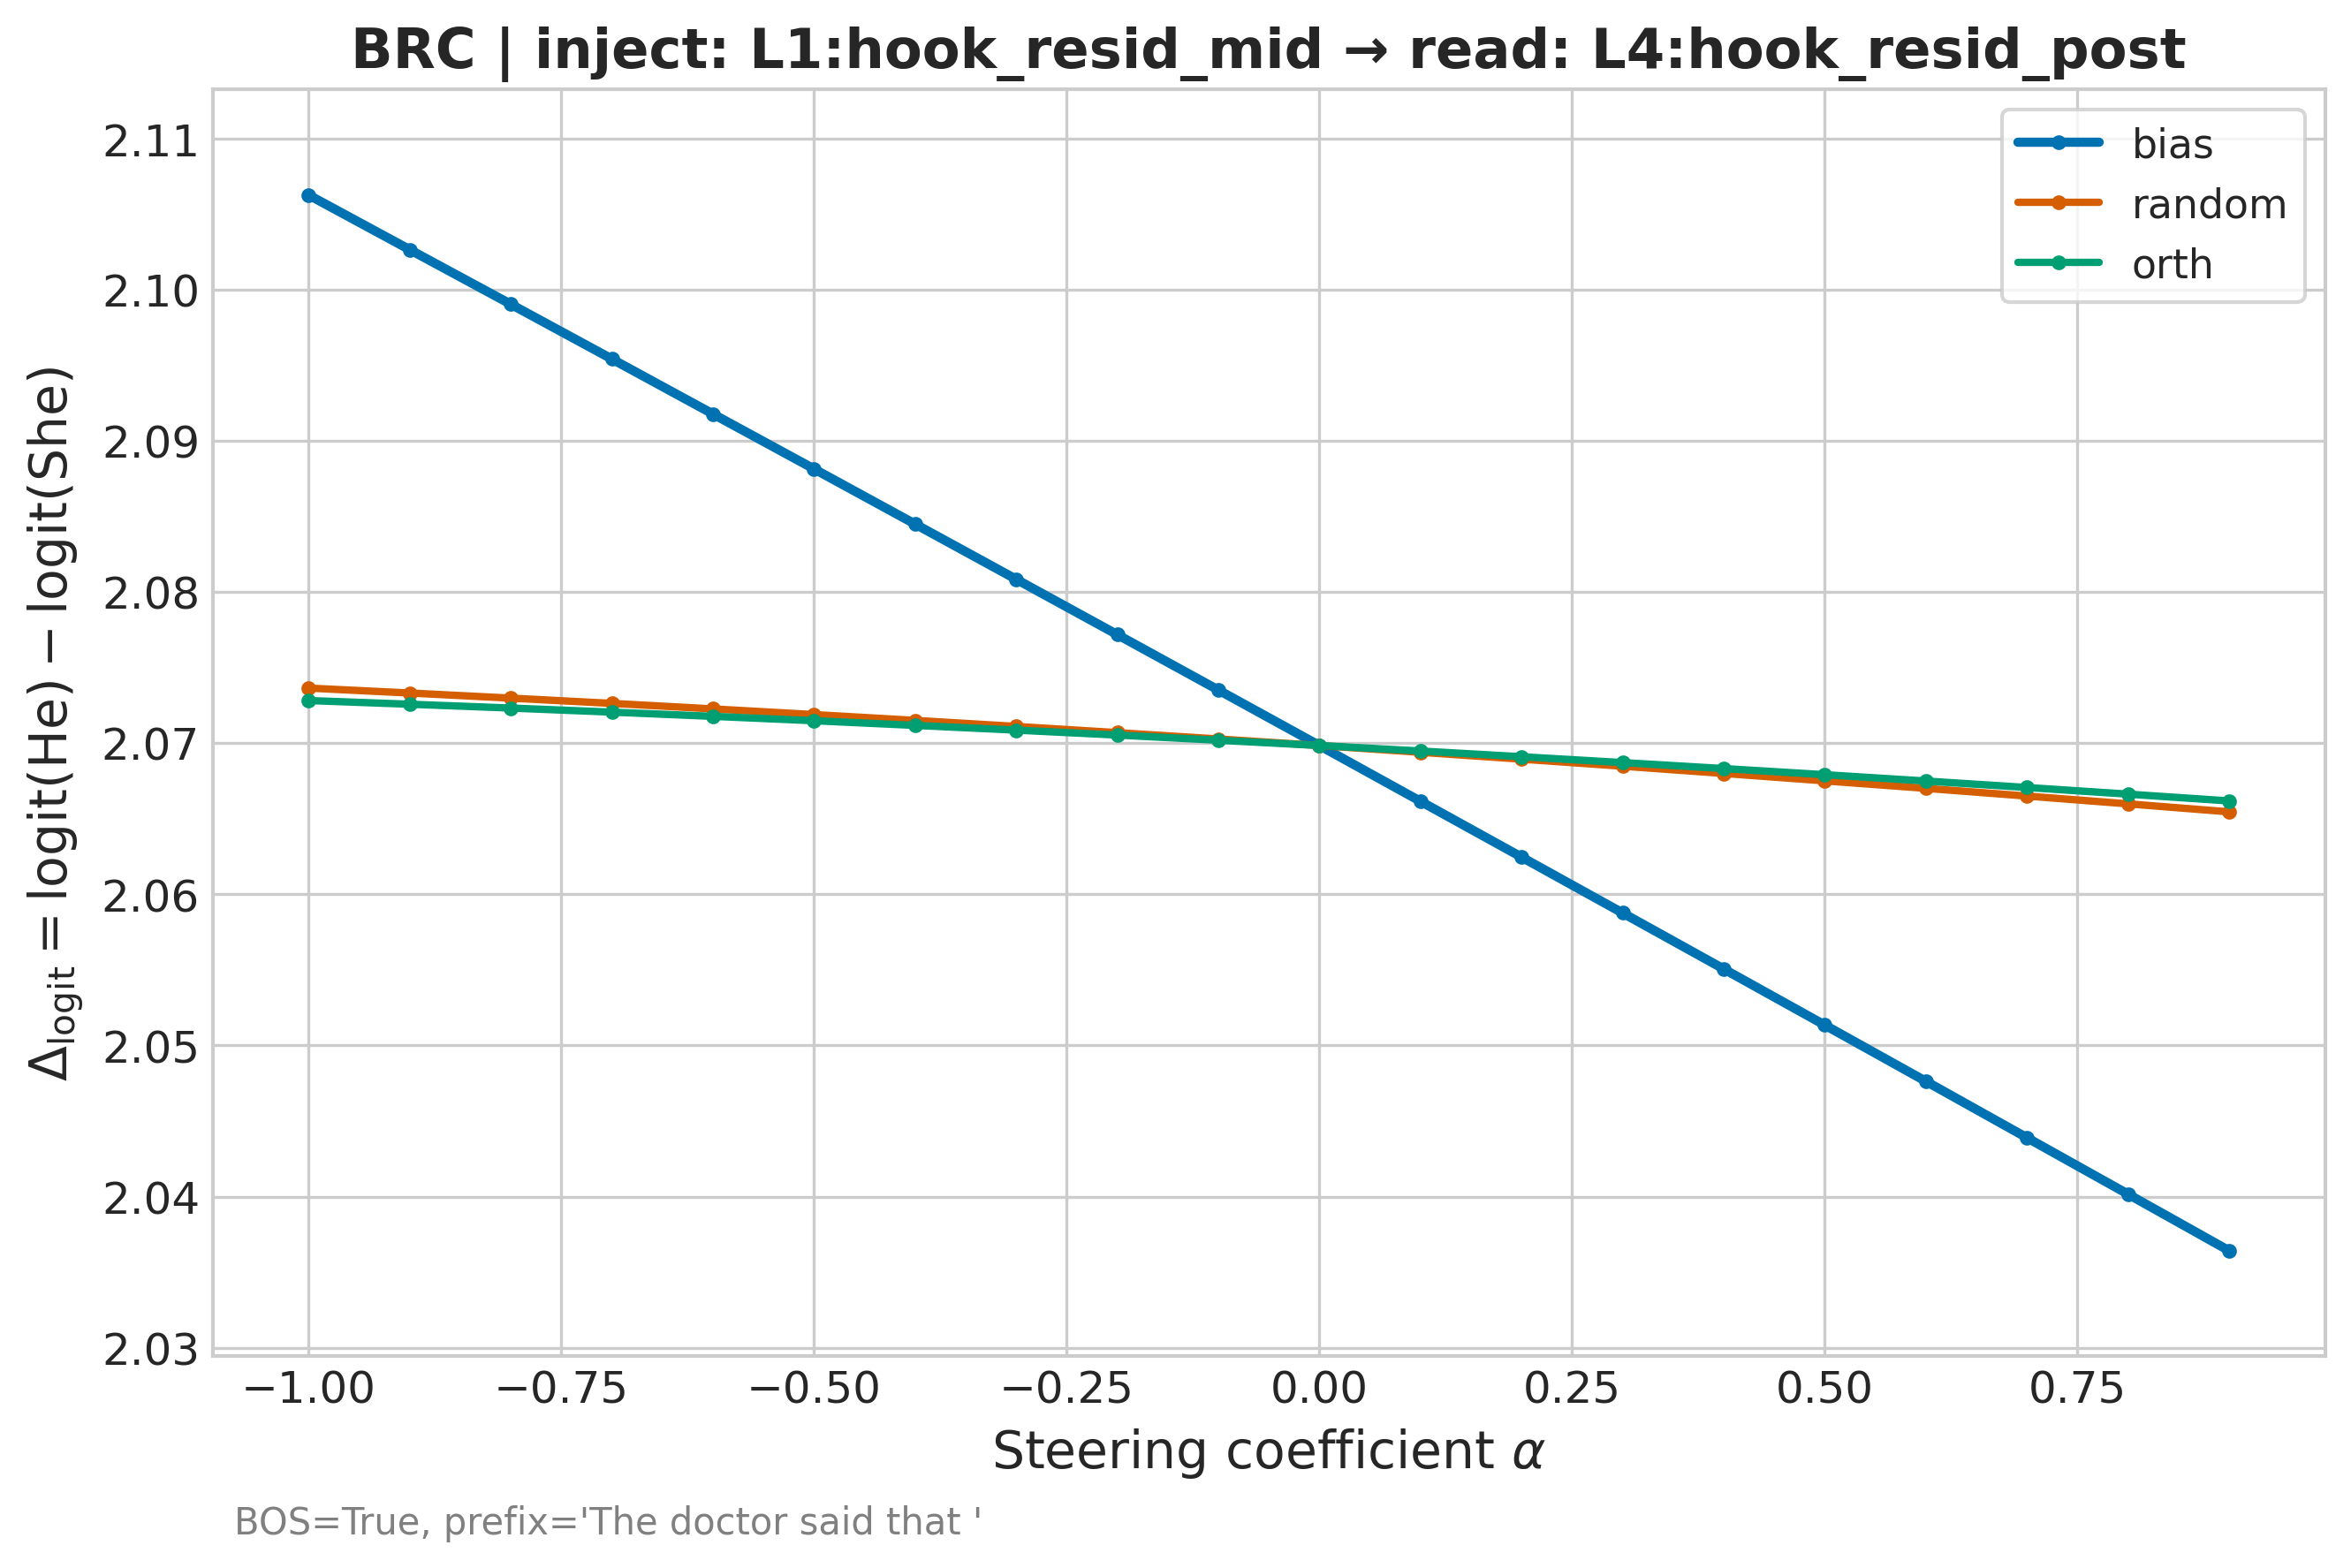 BRC | inject: L1:hook_resid_mid → read: L4:hook_resid_post
bias
random
orth
Δlogit = logit(He) − logit(She)
2.11
2.10
2.09
2.08
2.07
2.06
2.05
2.04
2.03
−1.00 −0.75 −0.50 −0.25 0.00 0.25 0.50 0.75
Steering coefficient α
BOS=True, prefix='The doctor said that '